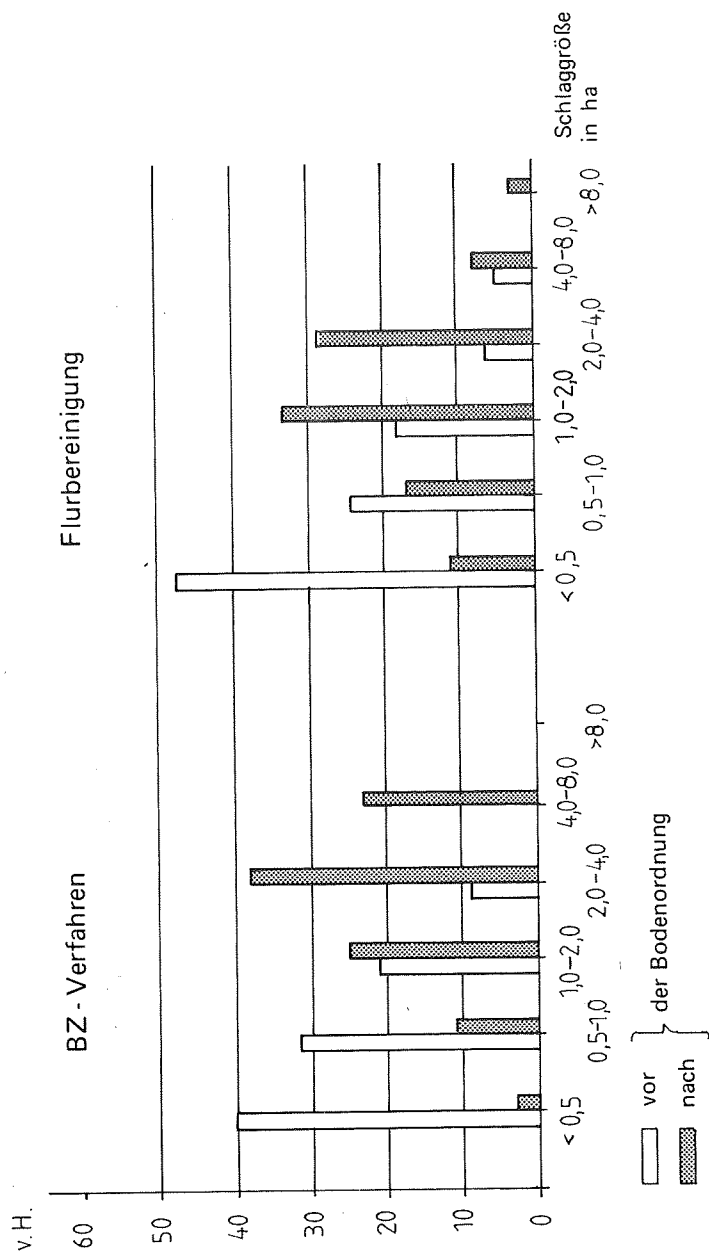 v.H.
BZ - Verfahren
Flurbereinigung
60
50
40
30
20
10
0
< 0,5
0,5-1,0
1,0-2,0
2,0-4,0
4,0-8,0
>8,0
< 0,5
0,5-1,0
1,0-2,0
2,0-4,0
4,0-8,0
>8,0
Schlaggröße
in ha
vor
nach
der Bodenordnung